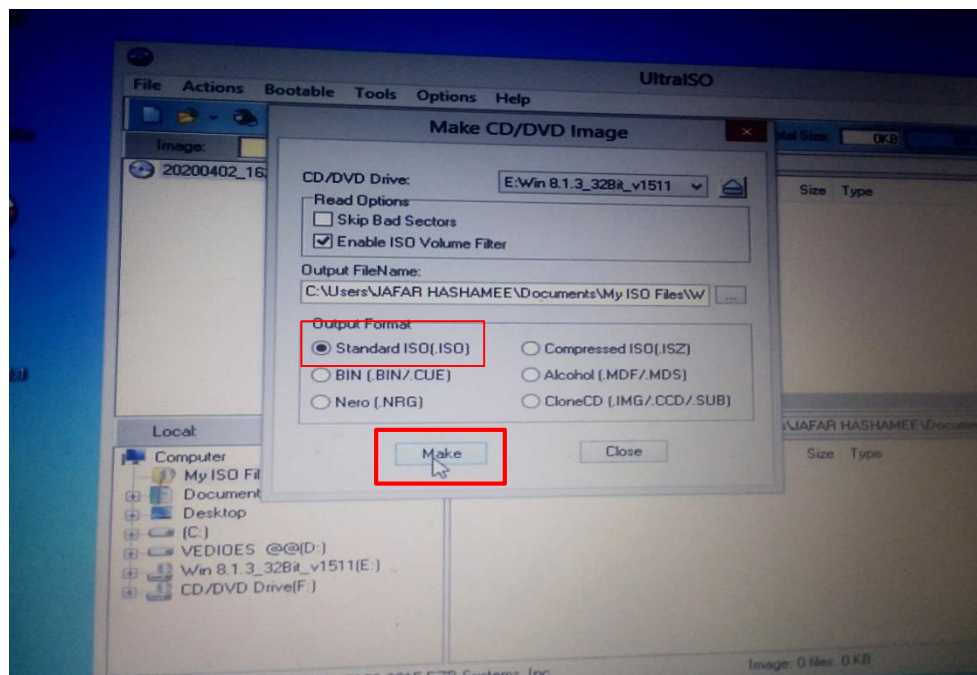 UltraISO
File Actions Bootable Tools Options Help
Make CD/DVD Image
Total Size: 0KB
Image:
20200402_16
CD/DVD Drive: E:Win 8.1.3_32Bit_v1511
Size Type
Read Options
Skip Bad Sectors
Enable ISO Volume Filter
Output FileName:
C:\Users\JAFAR HASHAMEE\Documents\My ISO Files\W ...
Output Format
Standard ISO(.ISO) Compressed ISO(.ISZ)
BIN (.BIN/.CUE) Alcohol (.MDF/.MDS)
Nero (.NRG) CloneCD (.IMG/.CCD/.SUB)
Local: \JAFAR HASHAMEE\Docum
Make Close
Size Type
Computer
My ISO Fil
Document
Desktop
(C:)
VEDIOES @@(D:)
Win 8.1.3_32Bit_v1511(E:)
CD/DVD Drive(F:)
Systems, Inc
Image: 0 files, 0 KB